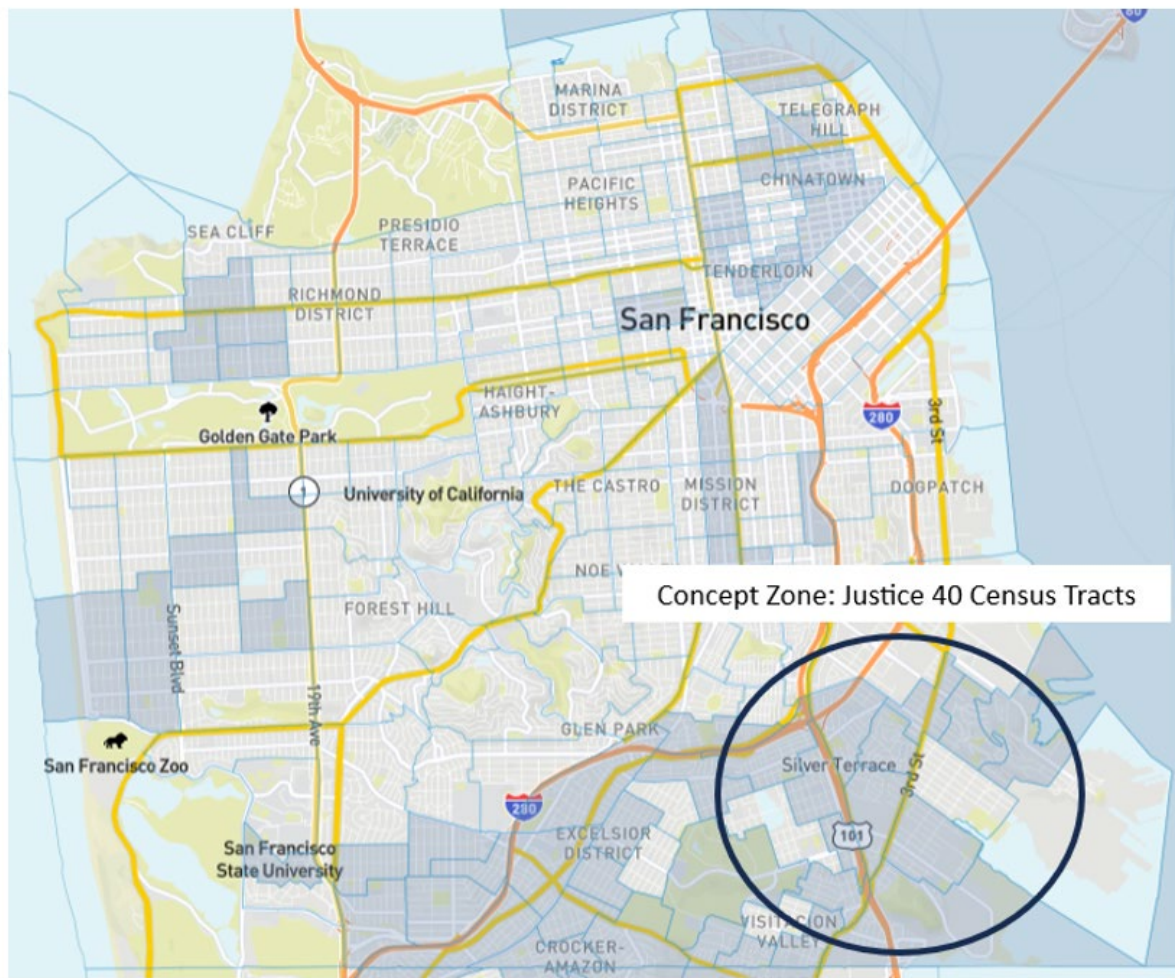 80
MARINA
DISTRICT
TELEGRAPH
HILL
CHINATOWN
PACIFIC
HEIGHTS
SEA CLIFF
PRESIDIO
TERRACE
TENDERLOIN
RICHMOND
DISTRICT
San Francisco
HAIGHT-
ASHBURY
Golden Gate Park
280
3rd St
1
University of California
THE CASTRO
MISSION
DISTRICT
DOGPATCH
NOE
Concept Zone: Justice 40 Census Tracts
FOREST HILL
Sunset Blvd
19th Ave
GLEN PARK
San Francisco Zoo
Silver Terrace
3rd St
280
101
EXCELSIOR
DISTRICT
San Francisco
State University
VISITACION
VALLEY
CROCKER-
AMAZON